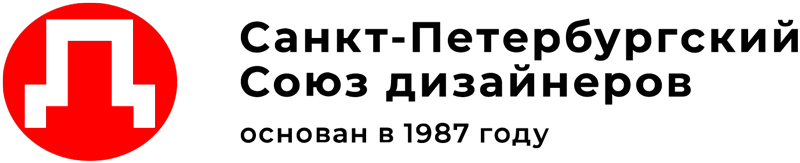 Д
Санкт-Петербургский
Союз дизайнеров
основан в 1987 году